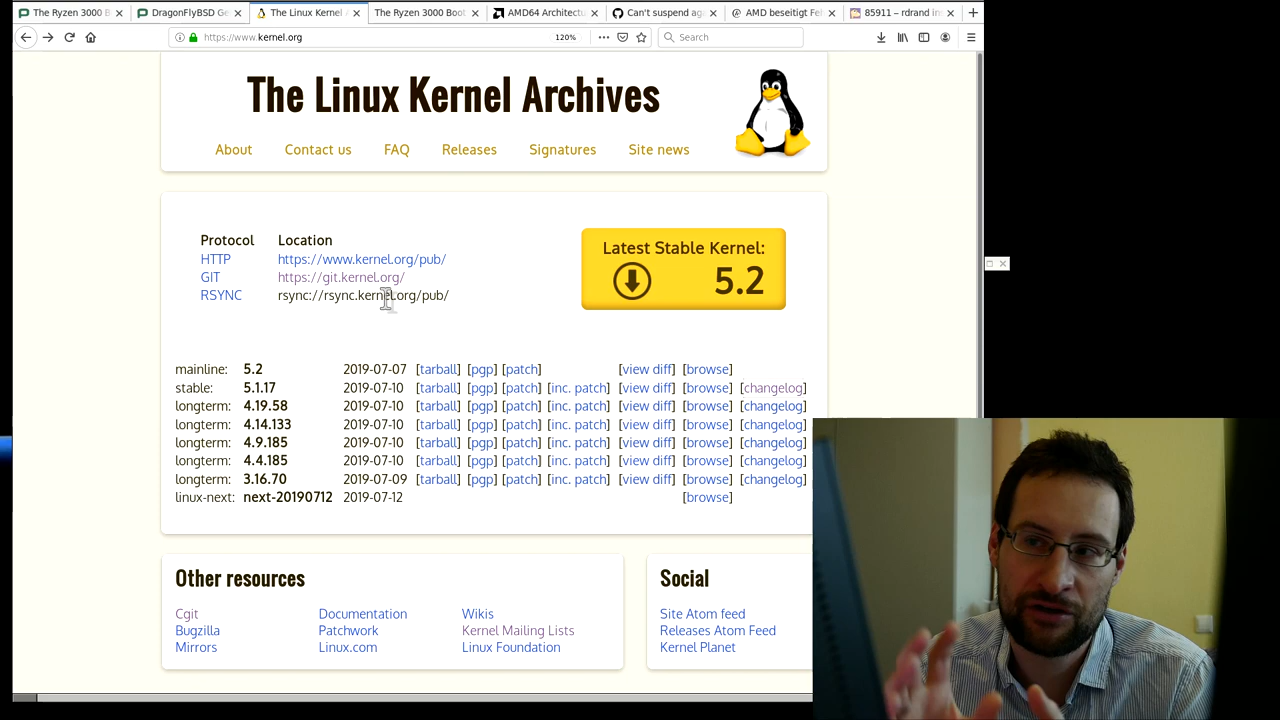 The Ryzen 3000 B
DragonFlyBSD Ge
The Linux Kernel
The Ryzen 3000 Boot
AMD64 Architectu
Can't suspend aga
AMD beseitigt Feh
85911 – rdrand in
https://www.kernel.org
120%
Search
The Linux Kernel Archives
About Contact us FAQ Releases Signatures Site news
Protocol Location
HTTP https://www.kernel.org/pub/
GIT https://git.kernel.org/
RSYNC rsync://rsync.kernel.org/pub/
Latest Stable Kernel:
5.2
mainline: 5.2 2019-07-07 [tarball] [pgp] [patch] [view diff] [browse]
stable: 5.1.17 2019-07-10 [tarball] [pgp] [patch] [inc. patch] [view diff] [browse] [changelog]
longterm: 4.19.58 2019-07-10 [tarball] [pgp] [patch] [inc. patch] [view diff] [browse] [changelog]
longterm: 4.14.133 2019-07-10 [tarball] [pgp] [patch] [inc. patch] [view diff] [browse] [changelog]
longterm: 4.9.185 2019-07-10 [tarball] [pgp] [patch] [inc. patch] [view diff] [browse] [changelog]
longterm: 4.4.185 2019-07-10 [tarball] [pgp] [patch] [inc. patch] [view diff] [browse] [changelog]
longterm: 3.16.70 2019-07-09 [tarball] [pgp] [patch] [inc. patch] [view diff] [browse] [changelog]
linux-next: next-20190712 2019-07-12 [browse]
Other resources
Cgit Documentation Wikis
Bugzilla Patchwork Kernel Mailing Lists
Mirrors Linux.com Linux Foundation
Social
Site Atom feed
Releases Atom Feed
Kernel Planet